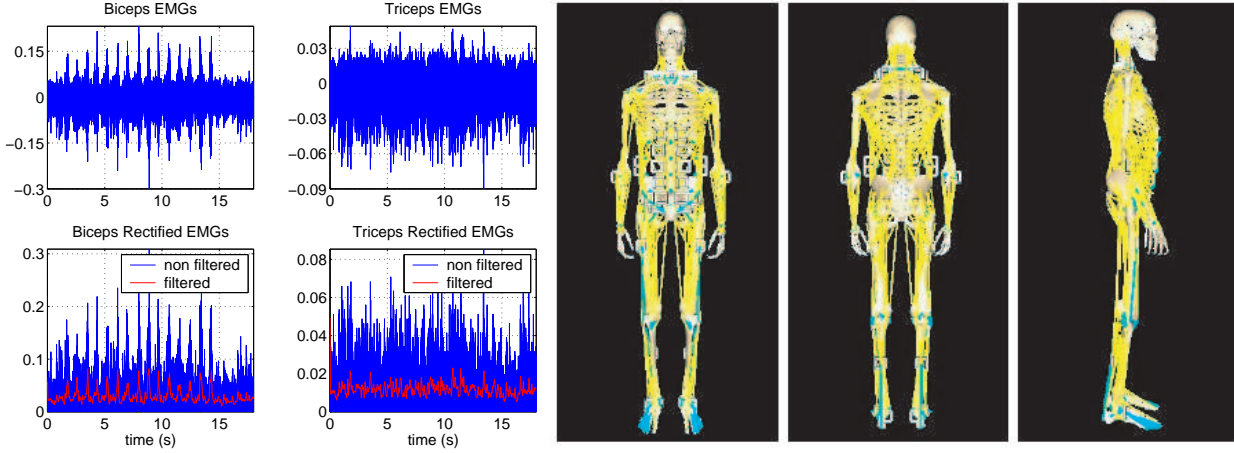 Biceps EMGs
0.15
0
−0.15
−0.3
0 5 10 15
Triceps EMGs
0.03
0
−0.03
−0.06
−0.09
0 5 10 15
Biceps Rectified EMGs
0.3
0.2
0.1
0
non filtered
filtered
0 5 10 15
time (s)
Triceps Rectified EMGs
0.08
0.06
0.04
0.02
0
non filtered
filtered
0 5 10 15
time (s)